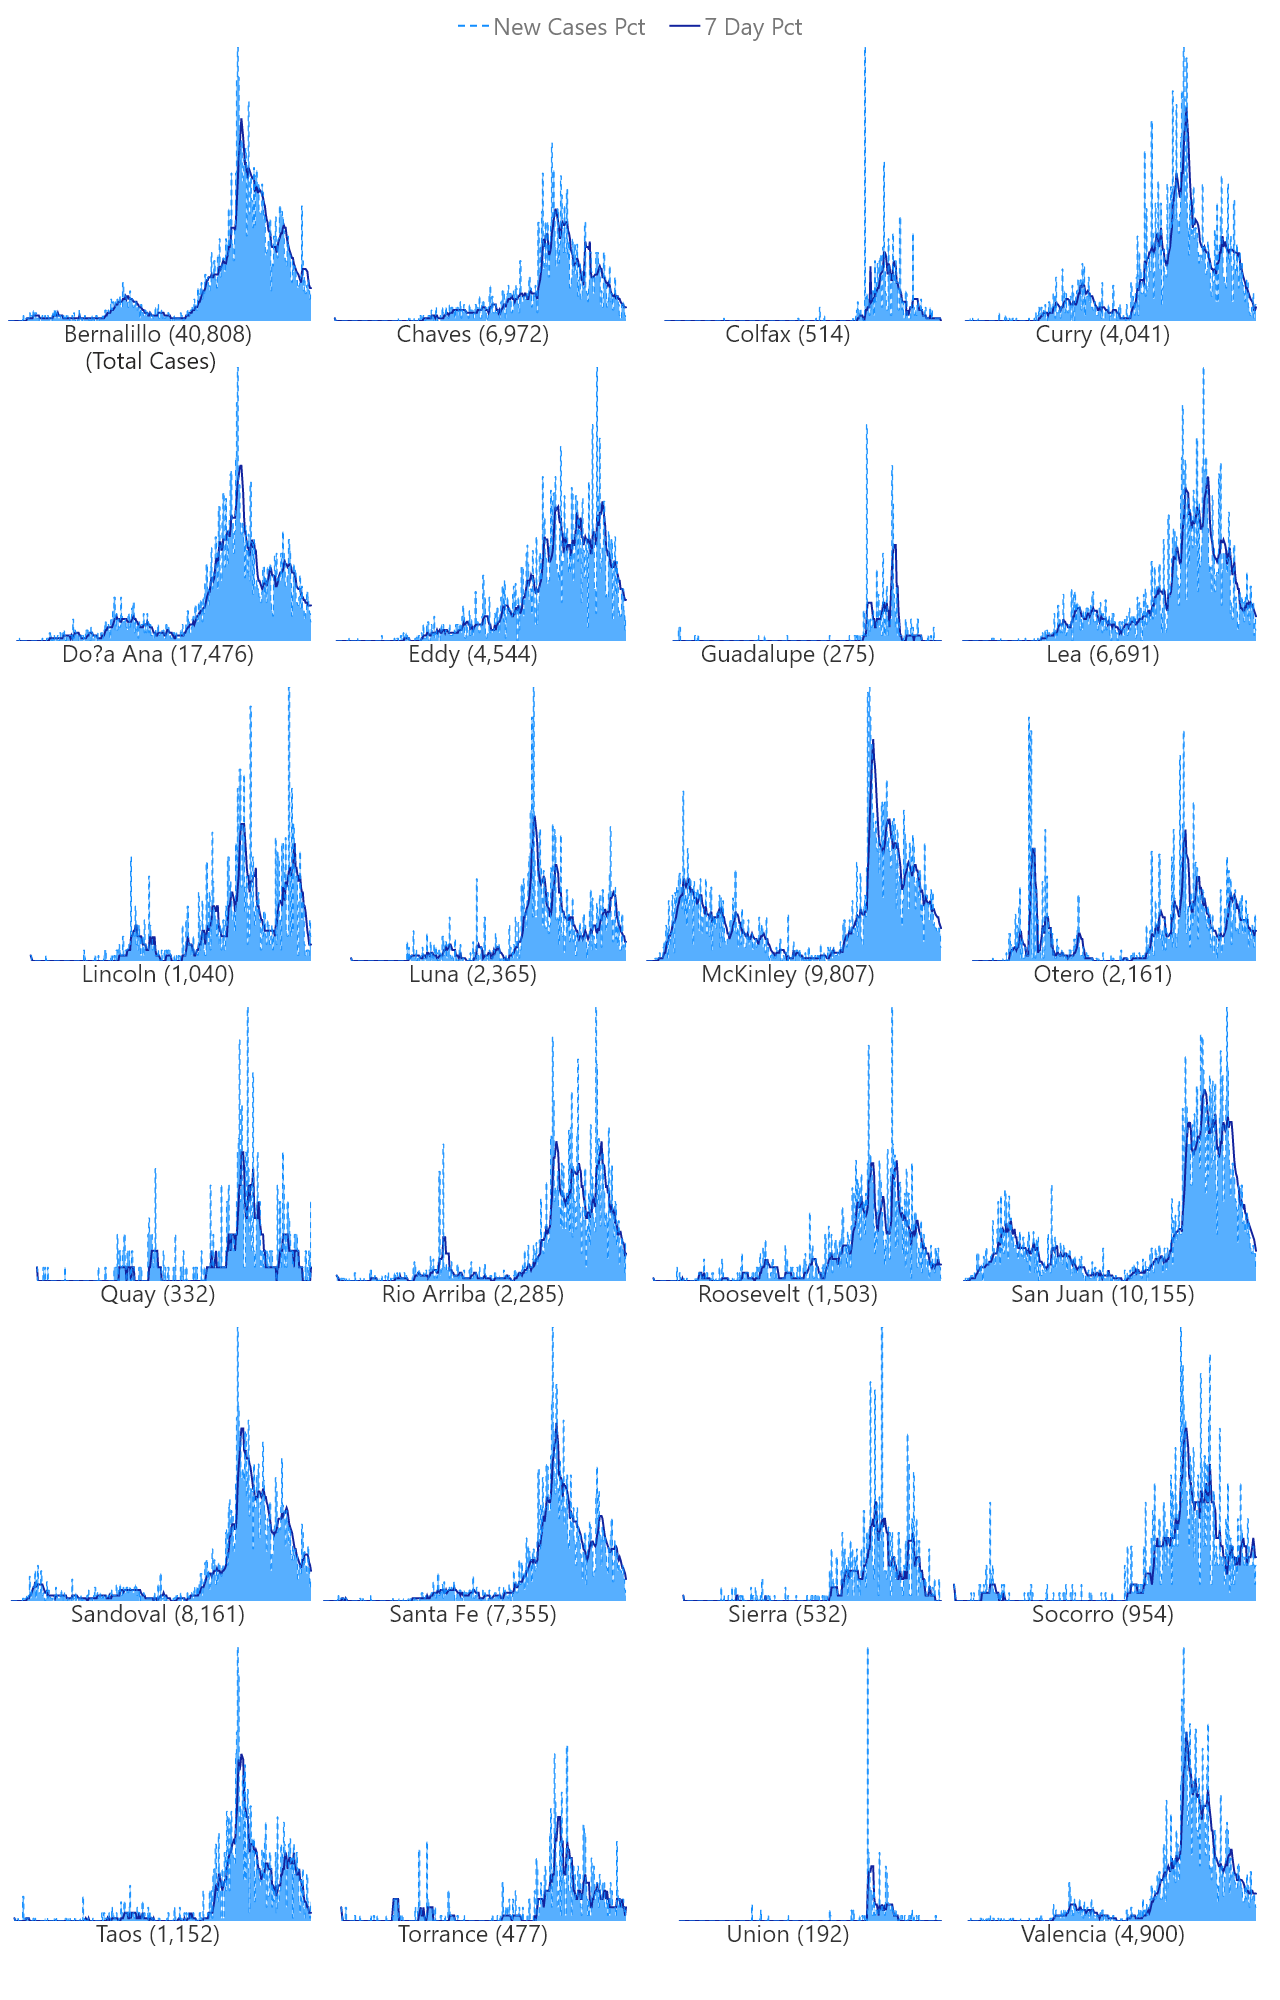 New Cases Pct 7 Day Pct
Bernalillo (40,808) Chaves (6,972) Colfax (514) Curry (4,041)
(Total Cases)
Do?a Ana (17,476) Eddy (4,544) Guadalupe (275) Lea (6,691)
Lincoln (1,040) Luna (2,365) McKinley (9,807) Otero (2,161)
Quay (332) Rio Arriba (2,285) Roosevelt (1,503) San Juan (10,155)
Sandoval (8,161) Santa Fe (7,355) Sierra (532) Socorro (954)
Taos (1,152) Torrance (477) Union (192) Valencia (4,900)